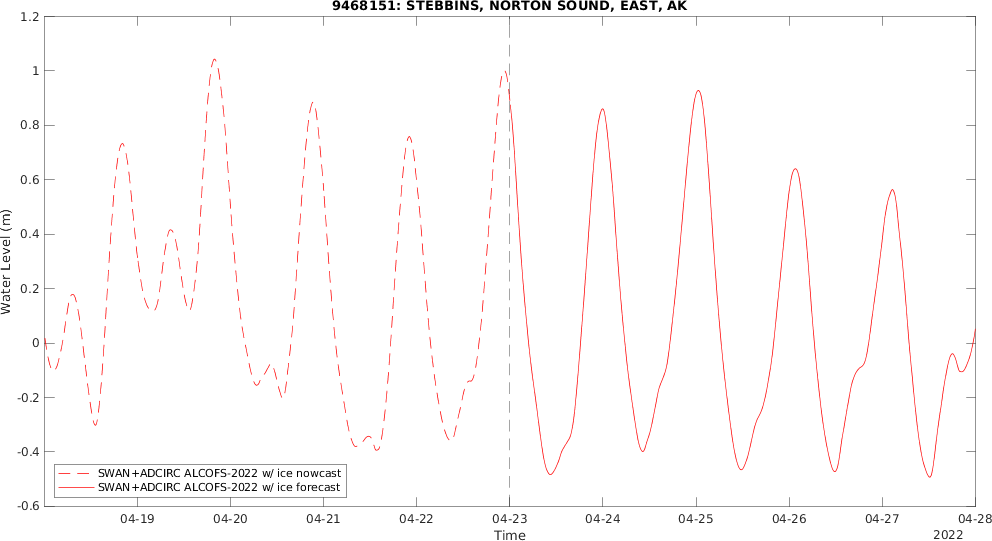 9468151: STEBBINS, NORTON SOUND, EAST, AK
Water Level (m)
1.2
1
0.8
0.6
0.4
0.2
0
-0.2
-0.4
-0.6
SWAN+ADCIRC ALCOFS-2022 w/ ice nowcast
SWAN+ADCIRC ALCOFS-2022 w/ ice forecast
04-19 04-20 04-21 04-22 04-23 04-24 04-25 04-26 04-27 04-28
Time
2022